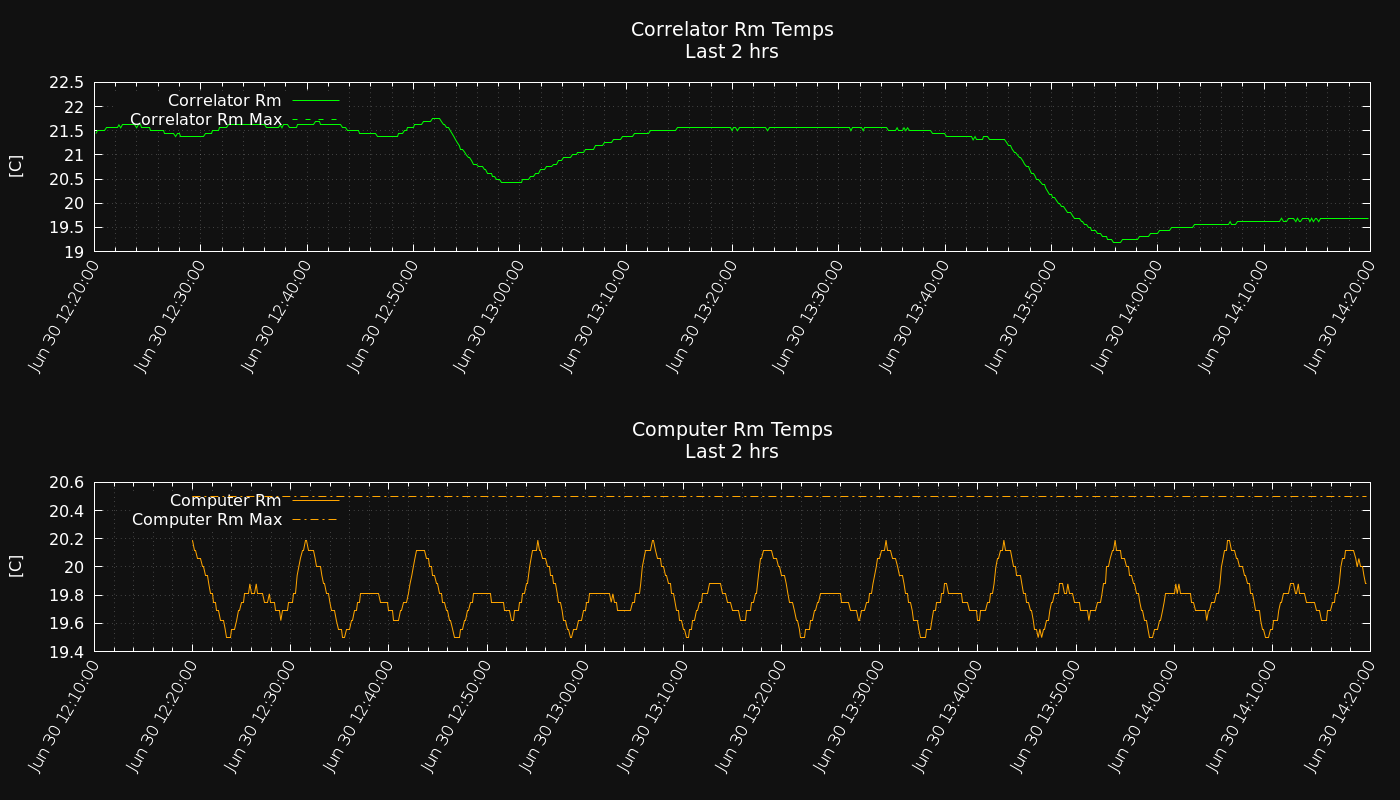 Correlator Rm Temps
Last 2 hrs
22.5
22
21.5
21
20.5
20
19.5
19
[C]
Correlator Rm
Correlator Rm Max
Jun 30 12:20:00
Jun 30 12:30:00
Jun 30 12:40:00
Jun 30 12:50:00
Jun 30 13:00:00
Jun 30 13:10:00
Jun 30 13:20:00
Jun 30 13:30:00
Jun 30 13:40:00
Jun 30 13:50:00
Jun 30 14:00:00
Jun 30 14:10:00
Jun 30 14:20:00
Computer Rm Temps
Last 2 hrs
20.6
20.4
20.2
20
19.8
19.6
19.4
[C]
Computer Rm
Computer Rm Max
Jun 30 12:10:00
Jun 30 12:20:00
Jun 30 12:30:00
Jun 30 12:40:00
Jun 30 12:50:00
Jun 30 13:00:00
Jun 30 13:10:00
Jun 30 13:20:00
Jun 30 13:30:00
Jun 30 13:40:00
Jun 30 13:50:00
Jun 30 14:00:00
Jun 30 14:10:00
Jun 30 14:20:00